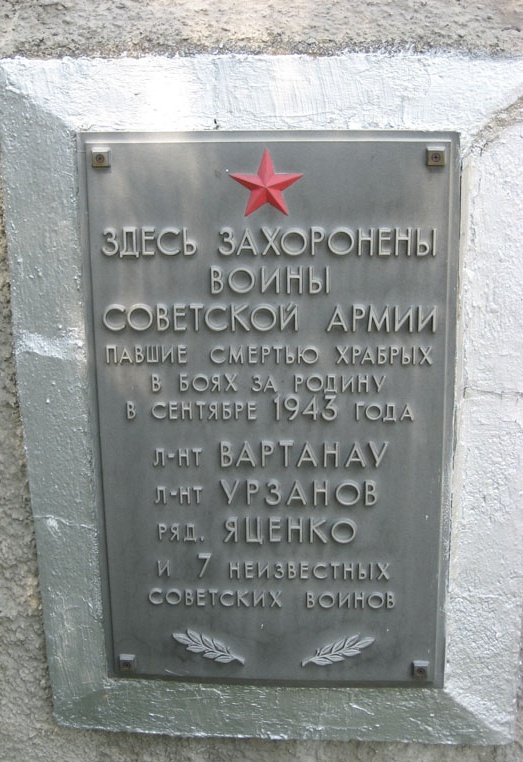 ЗДЕСЬ ЗАХОРОНЕНЫ
ВОИНЫ
СОВЕТСКОЙ АРМИИ
ПАВШИЕ СМЕРТЬЮ ХРАБРЫХ
В БОЯХ ЗА РОДИНУ
В СЕНТЯБРЕ 1943 ГОДА
Л-НТ ВАРТАНАУ
Л-НТ УРЗАНОВ
РЯД. ЯЦЕНКО
И 7 НЕИЗВЕСТНЫХ
СОВЕТСКИХ ВОИНОВ